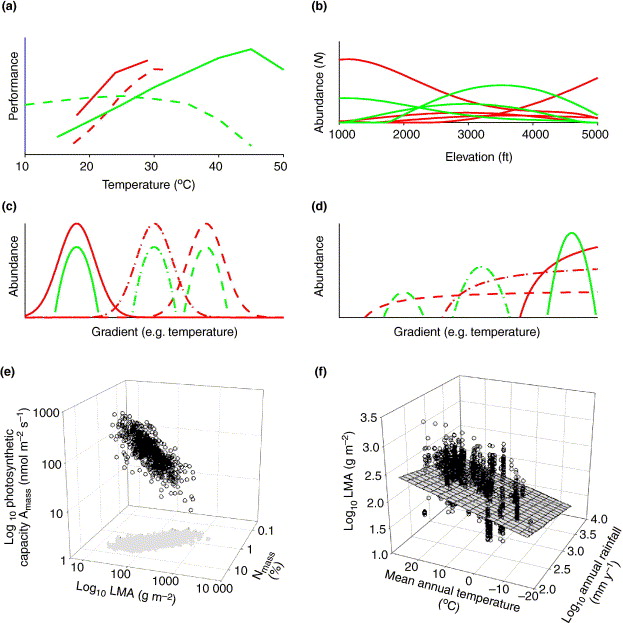 (a)
Performance
10 20 30 40 50
Temperature (ºC)
(b)
Abundance (N)
1000 2000 3000 4000 5000
Elevation (ft)
(c)
Abundance
Gradient (e.g. temperature)
(d)
Abundance
Gradient (e.g. temperature)
(e)
Log 10 photosynthetic
capacity Amass (nmol m–2 s–1)
1000
100
10
1
10 100 1000 10 000
Log10 LMA (g m–2)
0.1
1
10
Nmass
(%)
(f)
Log10 LMA (g m–2)
3.5
3.0
2.5
2.0
1.5
1.0
20 10 0 –10 –20
Mean annual temperature
(ºC)
4.0
3.5
3.0
2.5
2.0
Log10 annual rainfall
(mm y–1)